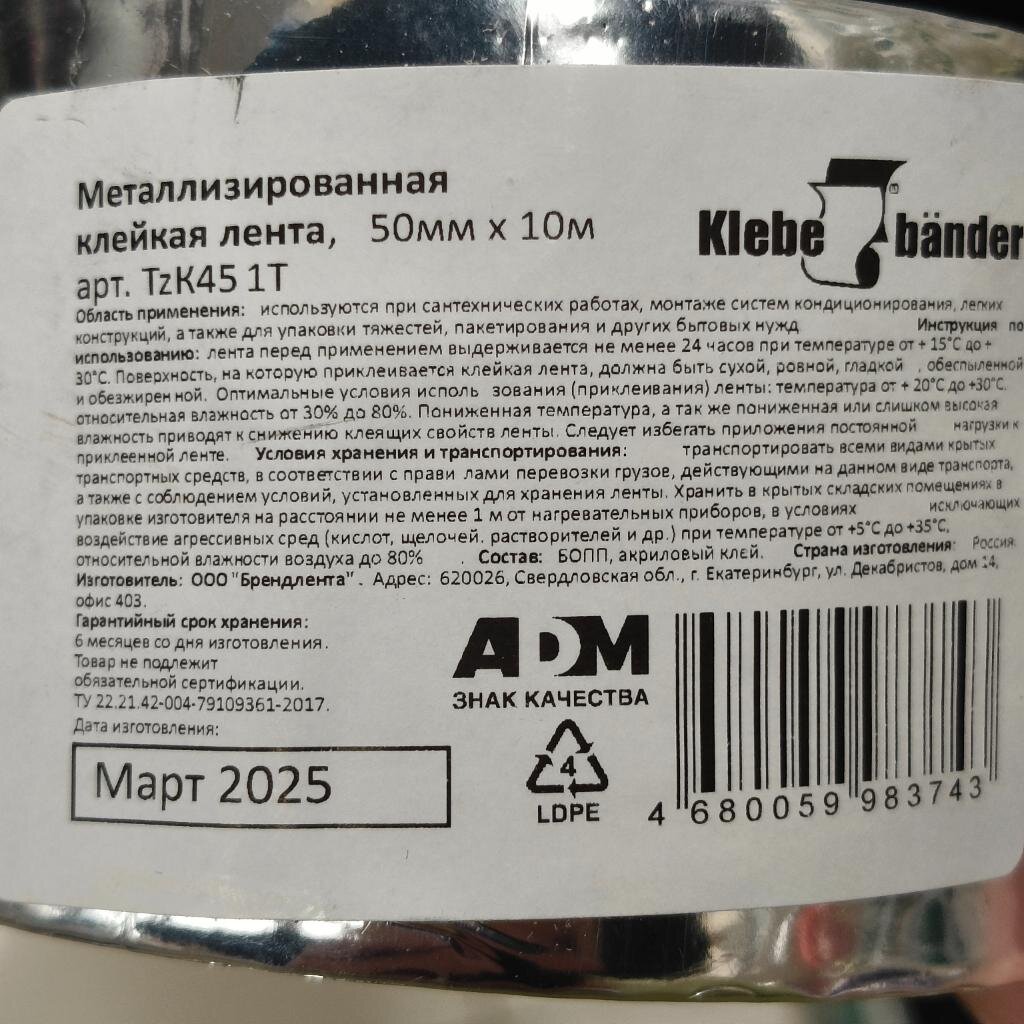 Металлизированная
клейкая лента, 50мм х 10м
арт. TzK45 1T
Klebe bänder
Область применения: используются при сантехнических работах, монтаже систем кондиционирования, легких
конструкций, а также для упаковки тяжестей, пакетирования и других бытовых нужд Инструкция по
использованию: лента перед применением выдерживается не менее 24 часов при температуре от + 15°С до +
30°С. Поверхность, на которую приклеивается клейкая лента, должна быть сухой, ровной, гладкой , обеспыленной
и обезжирен ной. Оптимальные условия исполь зования (приклеивания) ленты: температура от + 20°С до +30°С.
относительная влажность от 30% до 80%. Пониженная температура, а так же пониженная или слишком высокая
влажность приводят к снижению клеящих свойств ленты. Следует избегать приложения постоянной нагрузки к
приклеенной ленте. Условия хранения и транспортирования: транспортировать всеми видами крытых
транспортных средств, в соответствии с прави лами перевозки грузов, действующими на данном виде транспорта,
а также с соблюдением условий, установленных для хранения ленты. Хранить в крытых складских помещениях в
упаковке изготовителя на расстоянии не менее 1 м от нагревательных приборов, в условиях исключающих
воздействие агрессивных сред (кислот, щелочей. растворителей и др.) при температуре от +5°С до +35°С,
относительной влажности воздуха до 80% . Состав: БОПП, акриловый клей. Страна изготовления: Россия.
Изготовитель: ООО "Брендлента" . Адрес: 620026, Свердловская обл., г. Екатеринбург, ул. Декабристов, дом 14,
офис 403.
Гарантийный срок хранения:
6 месяцев со дня изготовления.
Товар не подлежит
обязательной сертификации.
ТУ 22.21.42-004-79109361-2017.
Дата изготовления:
Март 2025
ADM
ЗНАК КАЧЕСТВА
4
LDPE
4 680059 983743